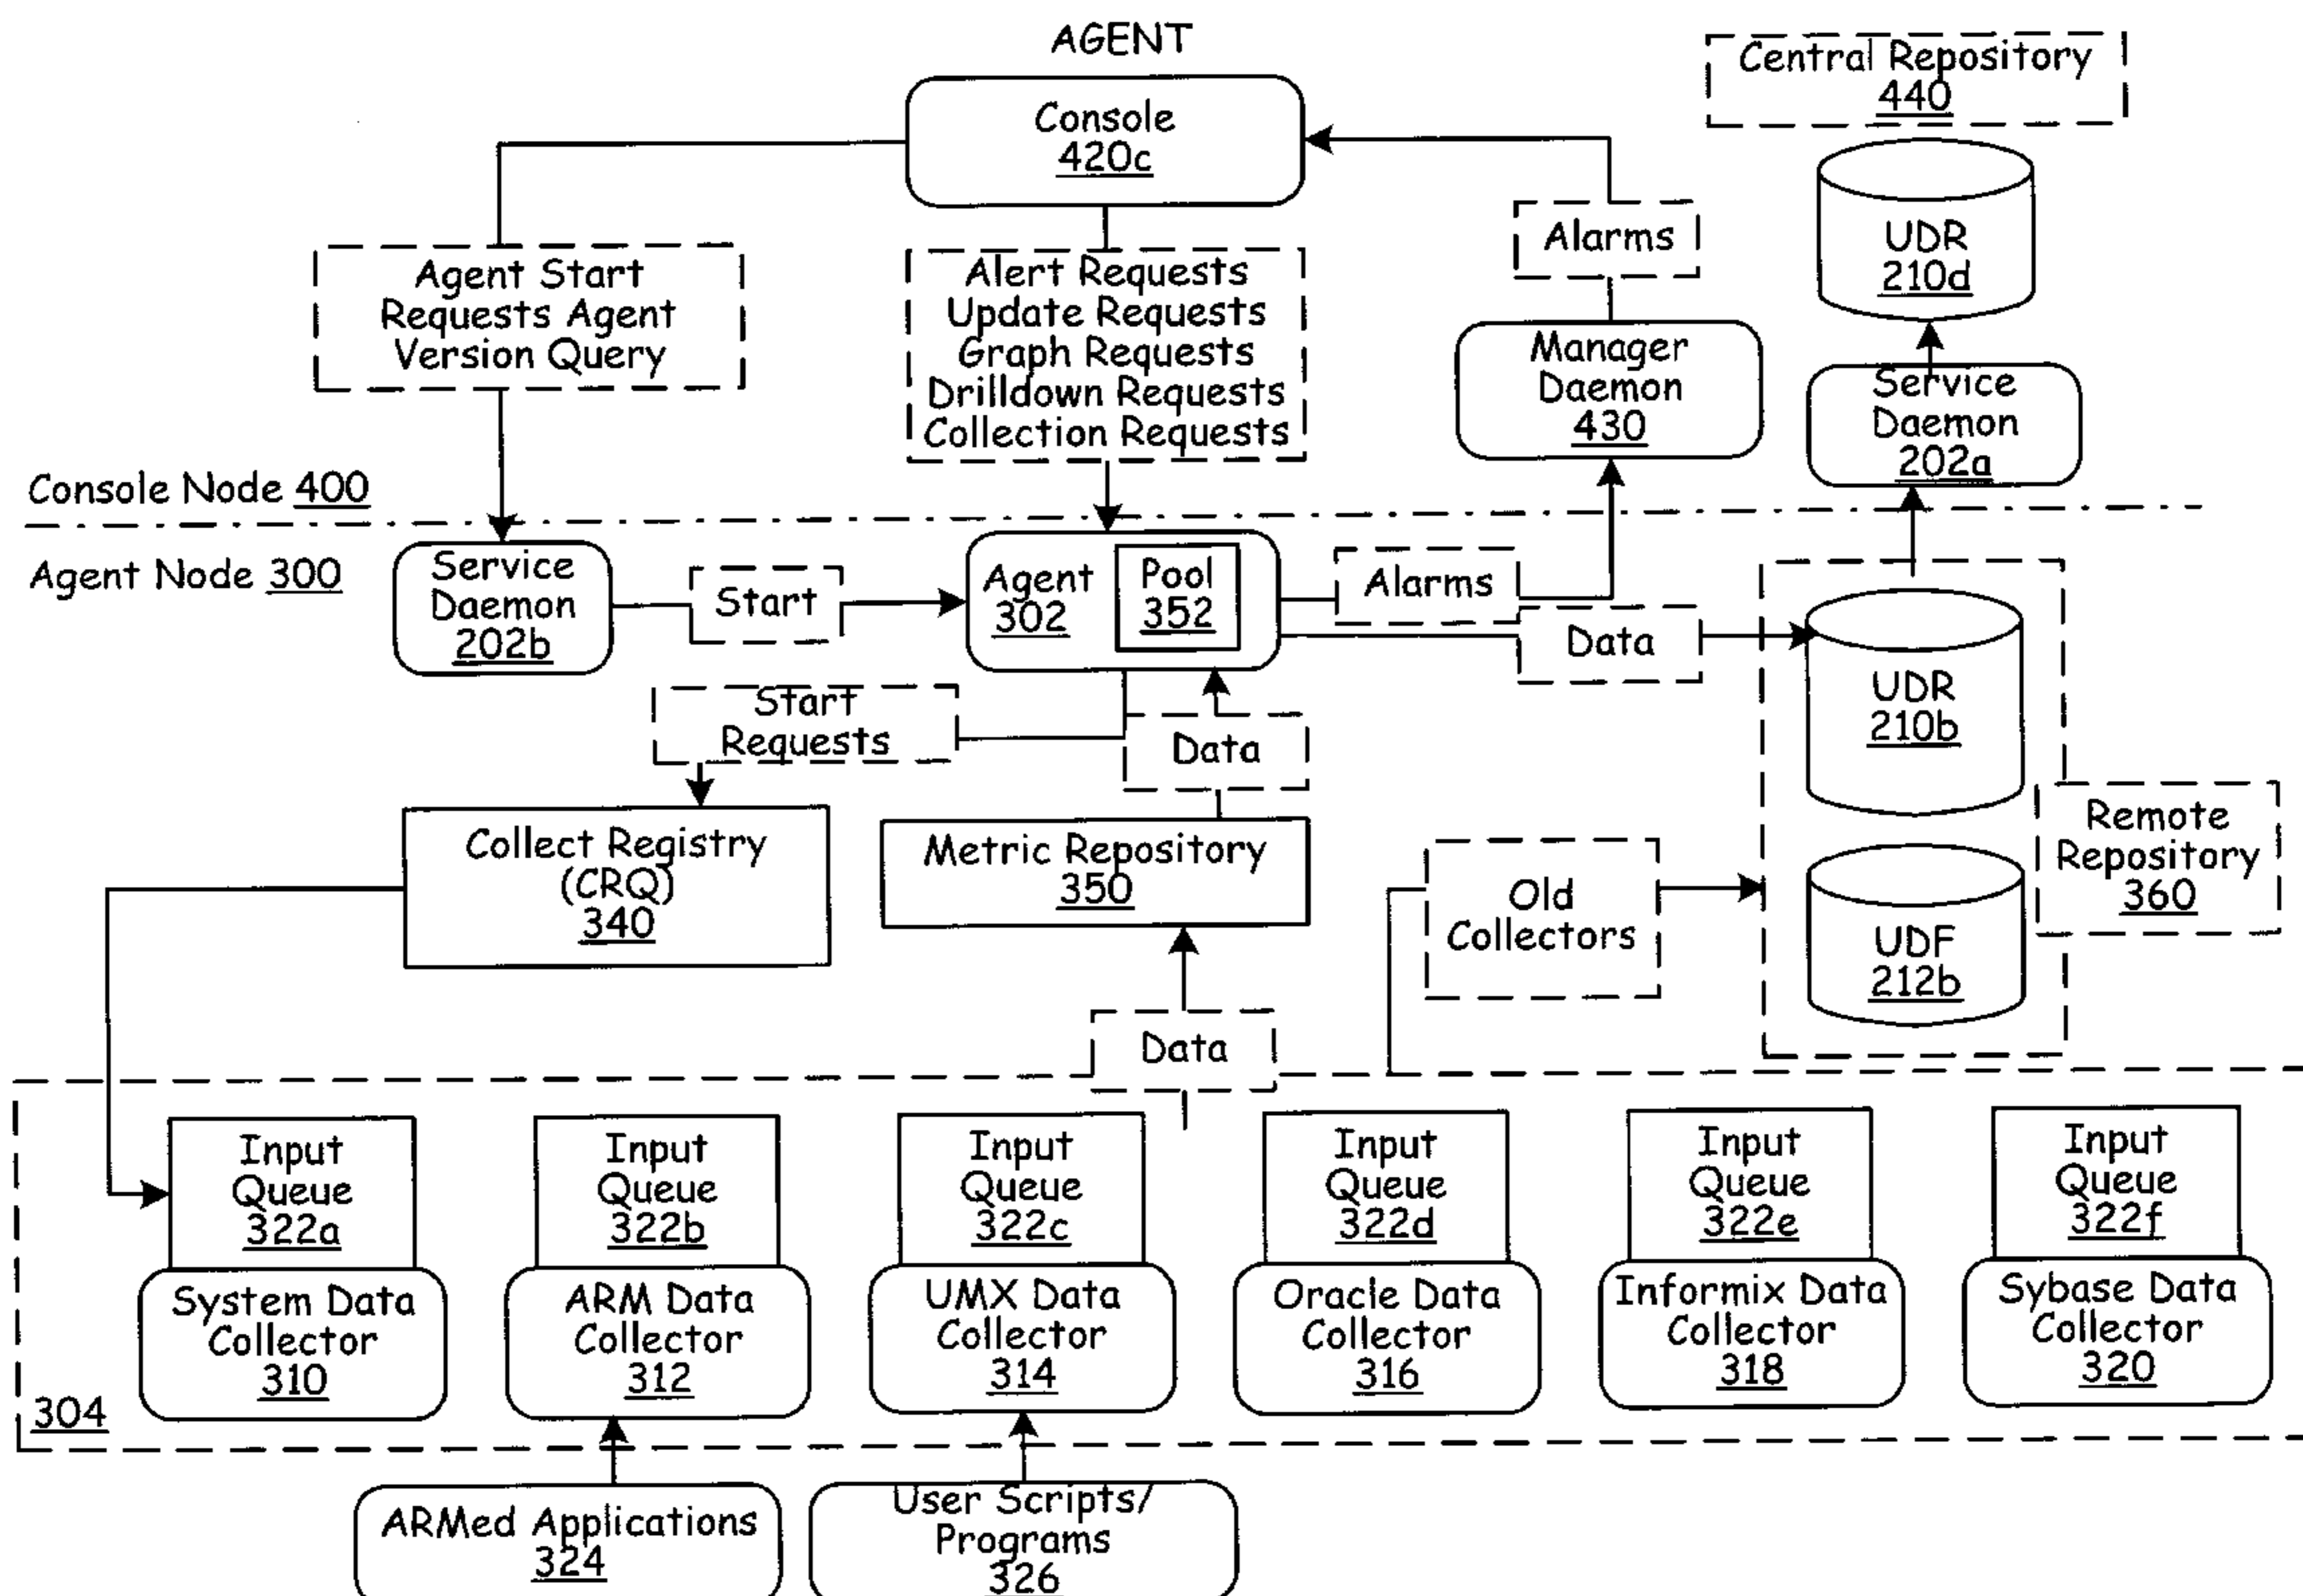 AGENT
Central Repository
440
Console
420c
Alarms
UDR
210d
Agent Start
Requests Agent
Version Query
Alert Requests
Update Requests
Graph Requests
Drilldown Requests
Collection Requests
Manager
Daemon
430
Service
Daemon
202a
Console Node 400
Agent Node 300
Service
Daemon
202b
Start
Agent
302
Pool
352
Alarms
Data
UDR
210b
Start
Requests
Data
Collect Registry
(CRQ)
340
Metric Repository
350
Old
Collectors
Remote
Repository
360
UDF
212b
Data
Input
Queue
322a
Input
Queue
322b
Input
Queue
322c
Input
Queue
322d
Input
Queue
322e
Input
Queue
322f
System Data
Collector
310
ARM Data
Collector
312
UMX Data
Collector
314
Oracle Data
Collector
316
Informix Data
Collector
318
Sybase Data
Collector
320
304
ARMed Applications
324
User Scripts/
Programs
326